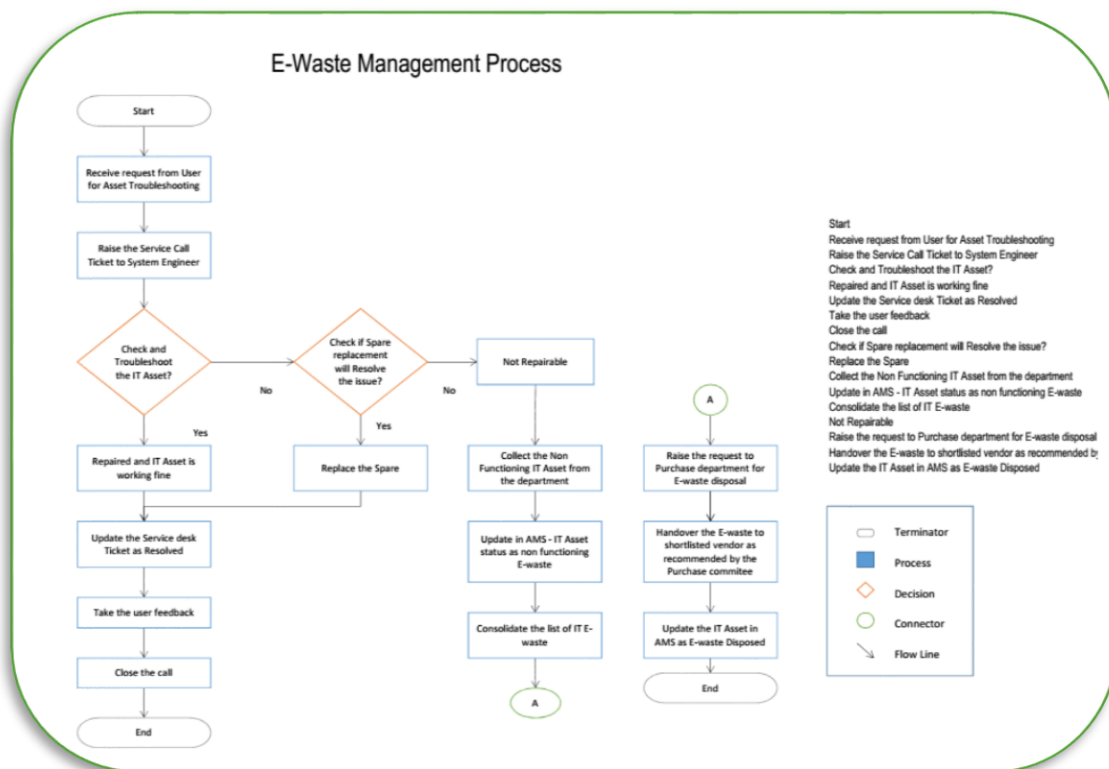 E-Waste Management Process
Start
Receive request from User
for Asset Troubleshooting
Raise the Service Call
Ticket to System Engineer
Check and
Troubleshoot
the IT Asset?
No
Yes
Repaired and IT Asset is
working fine
Update the Service desk
Ticket as Resolved
Take the user feedback
Close the call
End
Check if Spare
replacement
will Resolve
the issue?
No
Yes
Replace the Spare
Not Repairable
Collect the Non
Functioning IT Asset from
the department
Update in AMS - IT Asset
status as non functioning
E-waste
Consolidate the list of IT E-
waste
A
A
Raise the request to
Purchase department for
E-waste disposal
Handover the E-waste to
shortlisted vendor as
recommended by the
Purchase commitee
Update the IT Asset in
AMS as E-waste Disposed
End
Start
Receive request from User for Asset Troubleshooting
Raise the Service Call Ticket to System Engineer
Check and Troubleshoot the IT Asset?
Repaired and IT Asset is working fine
Update the Service desk Ticket as Resolved
Take the user feedback
Close the call
Check if Spare replacement will Resolve the issue?
Replace the Spare
Collect the Non Functioning IT Asset from the department
Update in AMS - IT Asset status as non functioning E-waste
Consolidate the list of IT E-waste
Not Repairable
Raise the request to Purchase department for E-waste disposal
Handover the E-waste to shortlisted vendor as recommended by
Update the IT Asset in AMS as E-waste Disposed
Terminator
Process
Decision
Connector
Flow Line